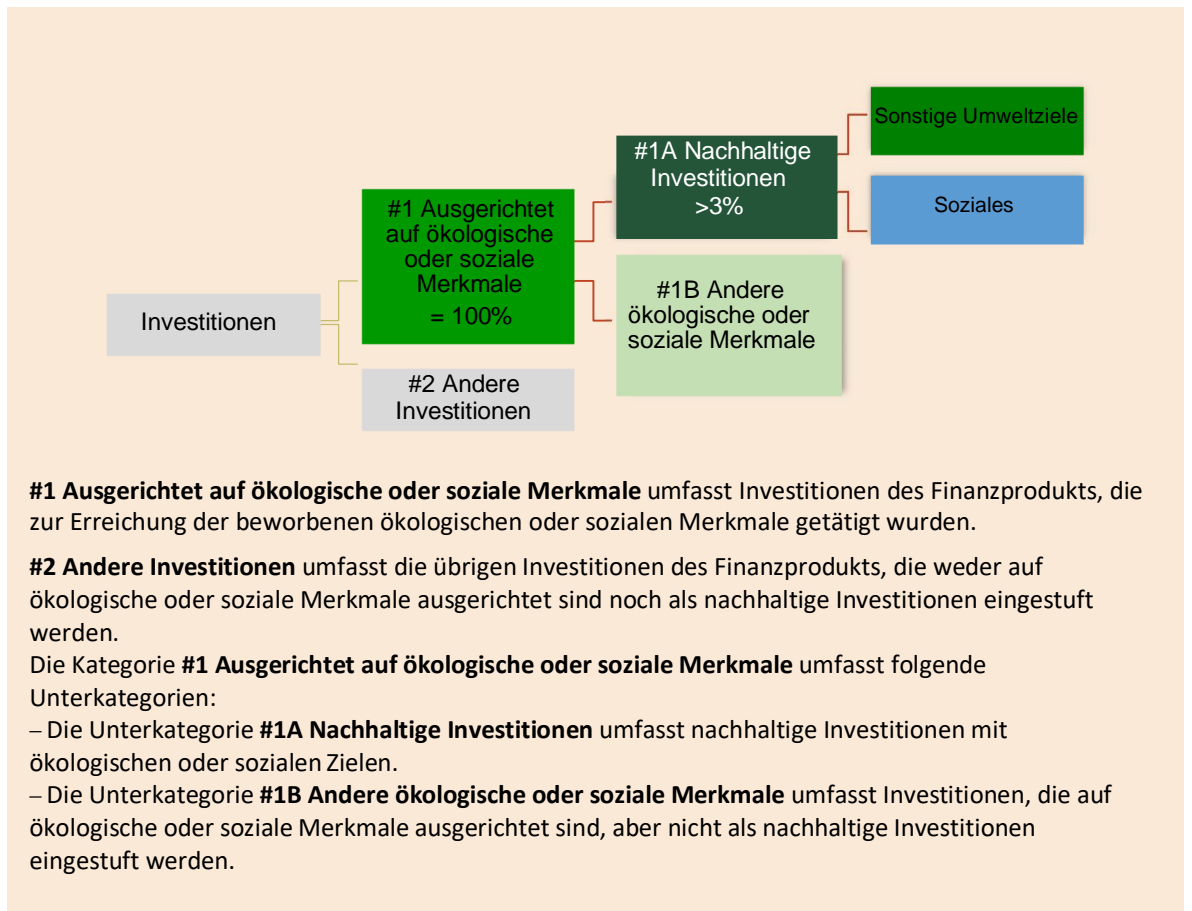 Sonstige Umweltziele
#1A Nachhaltige
Investitionen
>3%
Soziales
#1 Ausgerichtet
auf ökologische
oder soziale
Merkmale
= 100%
#1B Andere
ökologische oder
soziale Merkmale
Investitionen
#2 Andere
Investitionen
#1 Ausgerichtet auf ökologische oder soziale Merkmale umfasst Investitionen des Finanzprodukts, die
zur Erreichung der beworbenen ökologischen oder sozialen Merkmale getätigt wurden.
#2 Andere Investitionen umfasst die übrigen Investitionen des Finanzprodukts, die weder auf
ökologische oder soziale Merkmale ausgerichtet sind noch als nachhaltige Investitionen eingestuft
werden.
Die Kategorie #1 Ausgerichtet auf ökologische oder soziale Merkmale umfasst folgende
Unterkategorien:
– Die Unterkategorie #1A Nachhaltige Investitionen umfasst nachhaltige Investitionen mit
ökologischen oder sozialen Zielen.
– Die Unterkategorie #1B Andere ökologische oder soziale Merkmale umfasst Investitionen, die auf
ökologische oder soziale Merkmale ausgerichtet sind, aber nicht als nachhaltige Investitionen
eingestuft werden.